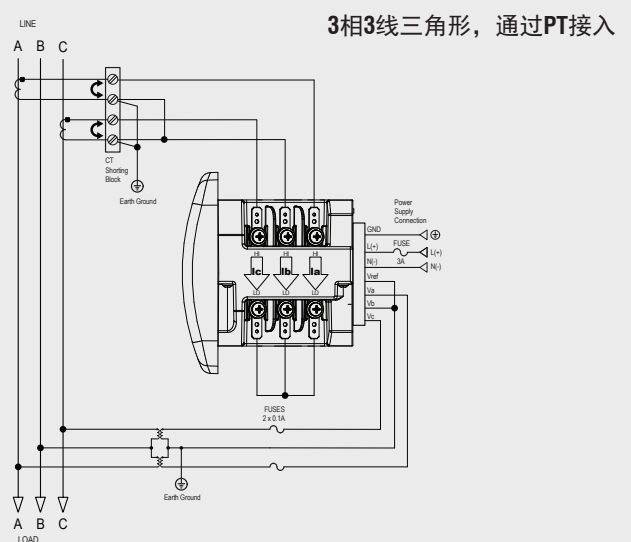 LINE
3相3线三角形，通过PT接入
A B C
CT
Shorting
Block
Earth Ground
Power
Supply
Connection
GND
L(+)
FUSE
L(+)
N(-)
3A
N(-)
Vref
Va
Vb
Vc
HI HI HI
Ic Ib Ia
LO LO LO
FUSES
2 x 0.1A
Earth Ground
A B C
LOAD